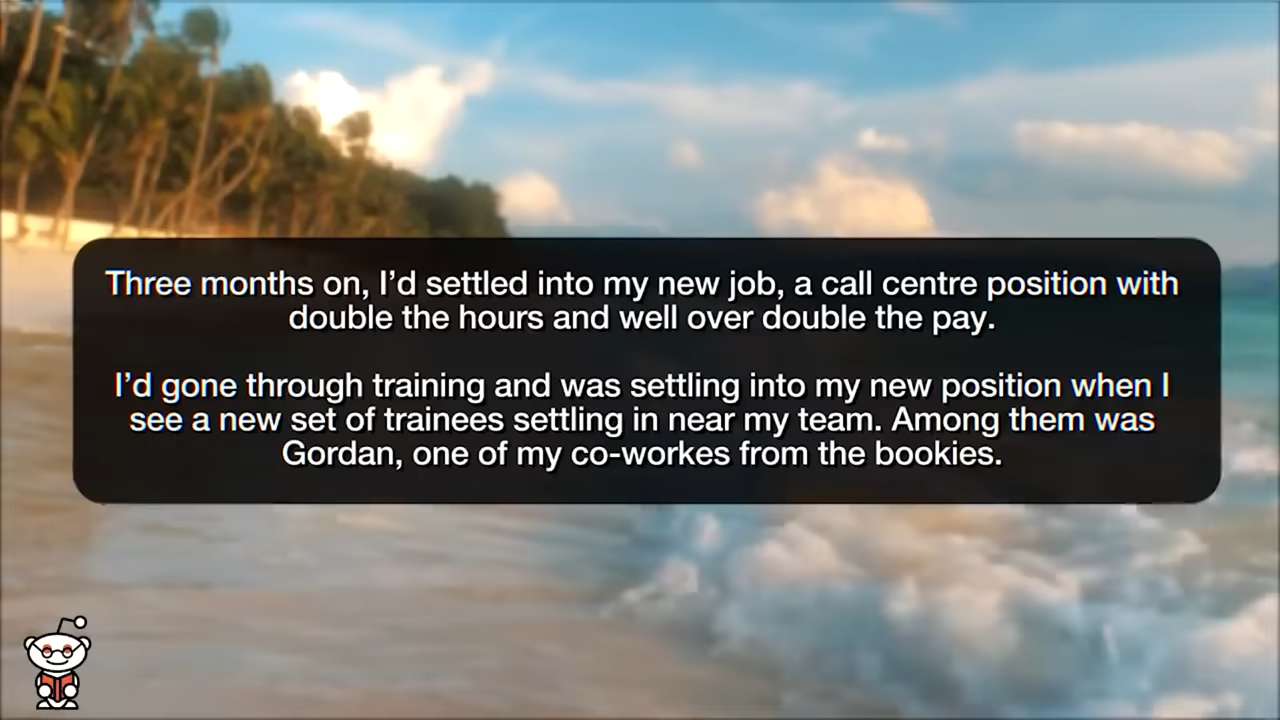 Three months on, I’d settled into my new job, a call centre position with
double the hours and well over double the pay.
I’d gone through training and was settling into my new position when I
see a new set of trainees settling in near my team. Among them was
Gordan, one of my co-workes from the bookies.